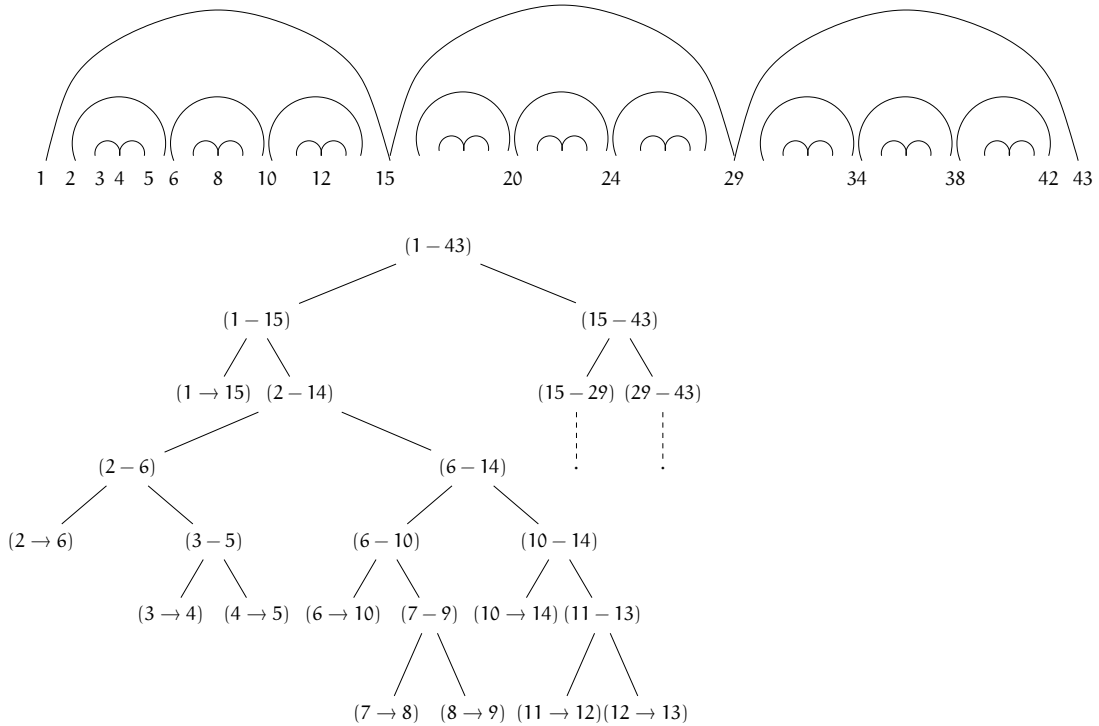 1 2 3 4 5 6 8 10 12 15 20 24 29 34 38 42 43
(1 − 43)
(1 − 15) (15 − 43)
(1 → 15) (2 − 14) (15 − 29) (29 − 43)
(2 − 6) (6 − 14)
(2 → 6) (3 − 5) (6 − 10) (10 − 14)
(3 → 4) (4 → 5) (6 → 10) (7 − 9) (10 → 14) (11 − 13)
(7 → 8) (8 → 9) (11 → 12) (12 → 13)